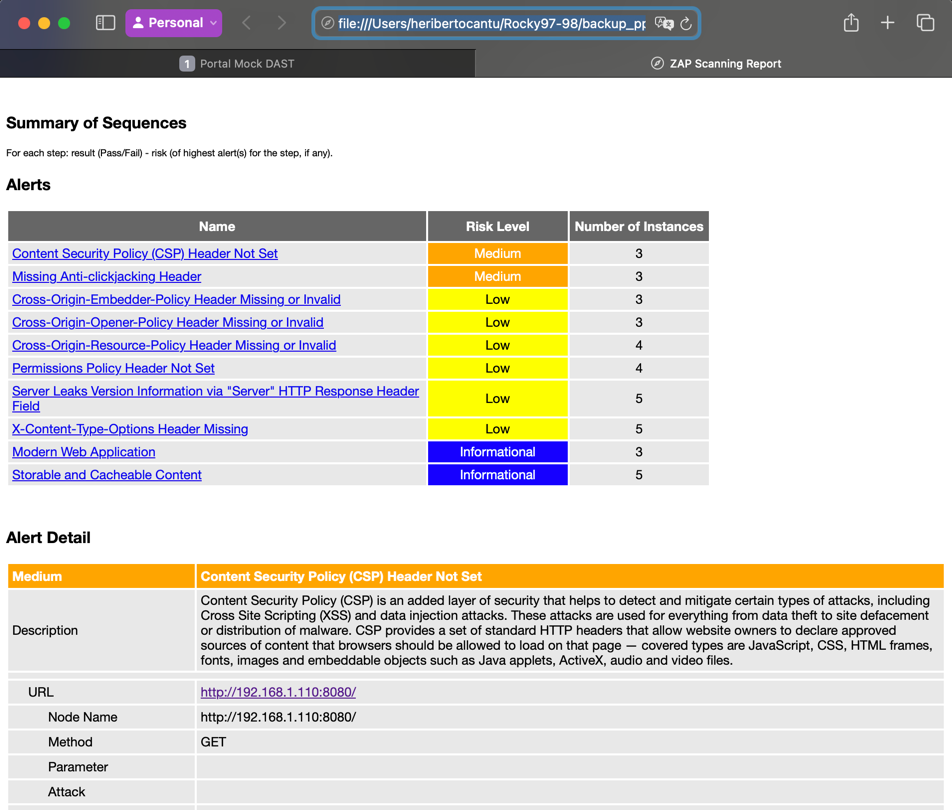 Personal
file:///Users/heribertocantu/Rocky97-98/backup_pp
1 Portal Mock DAST
ZAP Scanning Report
Summary of Sequences
For each step: result (Pass/Fail) - risk (of highest alert(s) for the step, if any).
Alerts
Name Risk Level Number of Instances
Content Security Policy (CSP) Header Not Set Medium 3
Missing Anti-clickjacking Header Medium 3
Cross-Origin-Embedder-Policy Header Missing or Invalid Low 3
Cross-Origin-Opener-Policy Header Missing or Invalid Low 3
Cross-Origin-Resource-Policy Header Missing or Invalid Low 4
Permissions Policy Header Not Set Low 4
Server Leaks Version Information via "Server" HTTP Response Header
Field Low 5
X-Content-Type-Options Header Missing Low 5
Modern Web Application Informational 3
Storable and Cacheable Content Informational 5
Alert Detail
Medium Content Security Policy (CSP) Header Not Set
Description
Content Security Policy (CSP) is an added layer of security that helps to detect and mitigate certain types of attacks, including
Cross Site Scripting (XSS) and data injection attacks. These attacks are used for everything from data theft to site defacement
or distribution of malware. CSP provides a set of standard HTTP headers that allow website owners to declare approved
sources of content that browsers should be allowed to load on that page — covered types are JavaScript, CSS, HTML frames,
fonts, images and embeddable objects such as Java applets, ActiveX, audio and video files.
URL http://192.168.1.110:8080/
Node Name http://192.168.1.110:8080/
Method GET
Parameter
Attack